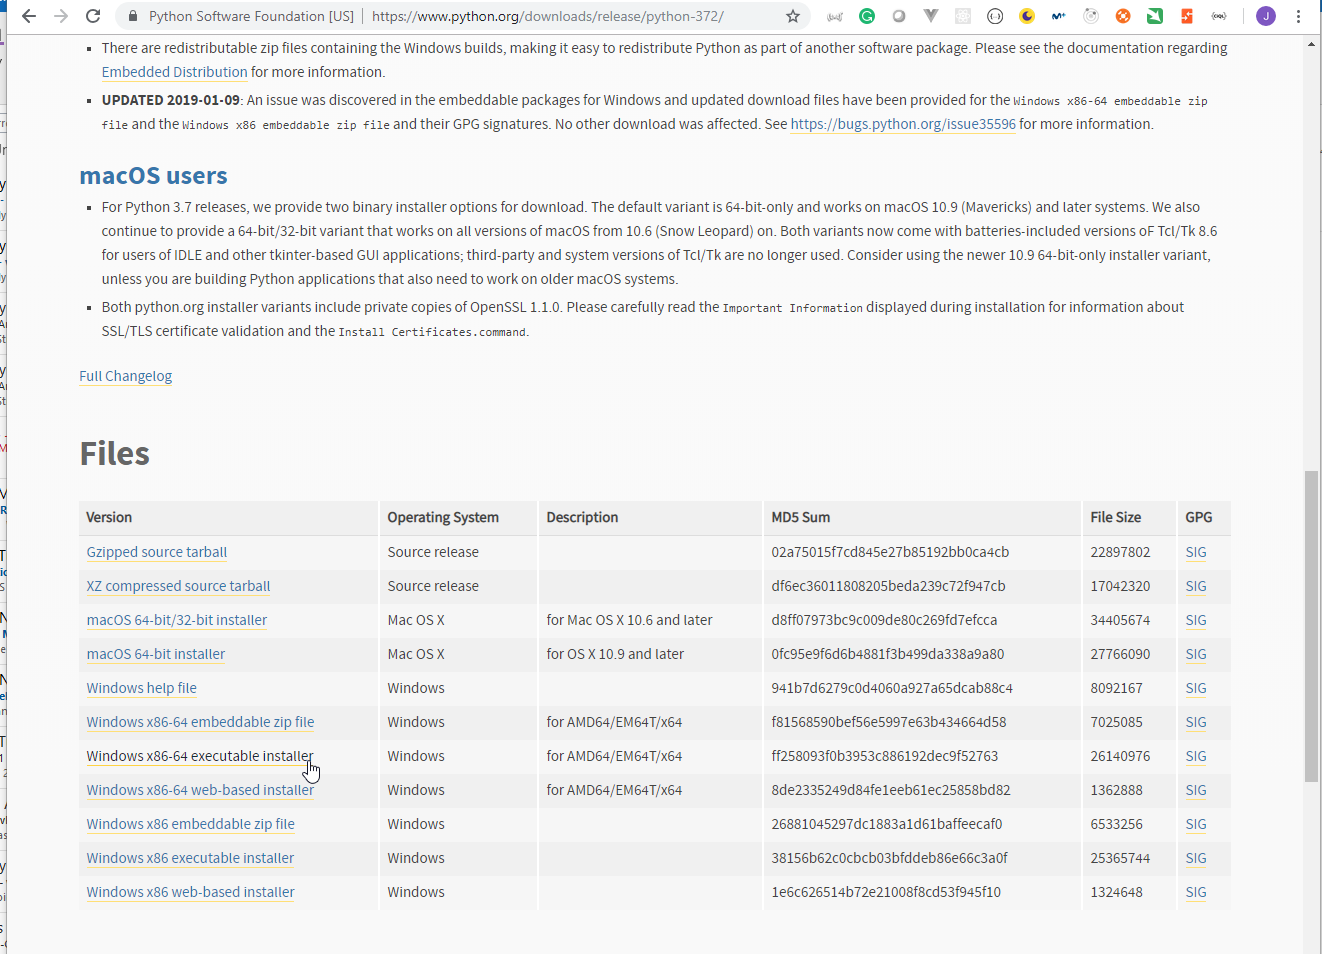 Python Software Foundation [US] | https://www.python.org/downloads/release/python-372/
There are redistributable zip files containing the Windows builds, making it easy to redistribute Python as part of another software package. Please see the documentation regarding
Embedded Distribution for more information.
UPDATED 2019-01-09: An issue was discovered in the embeddable packages for Windows and updated download files have been provided for the Windows x86-64 embeddable zip
file and the Windows x86 embeddable zip file and their GPG signatures. No other download was affected. See https://bugs.python.org/issue35596 for more information.
macOS users
For Python 3.7 releases, we provide two binary installer options for download. The default variant is 64-bit-only and works on macOS 10.9 (Mavericks) and later systems. We also
continue to provide a 64-bit/32-bit variant that works on all versions of macOS from 10.6 (Snow Leopard) on. Both variants now come with batteries-included versions oF Tcl/Tk 8.6
for users of IDLE and other tkinter-based GUI applications; third-party and system versions of Tcl/Tk are no longer used. Consider using the newer 10.9 64-bit-only installer variant,
unless you are building Python applications that also need to work on older macOS systems.
Both python.org installer variants include private copies of OpenSSL 1.1.0. Please carefully read the Important Information displayed during installation for information about
SSL/TLS certificate validation and the Install Certificates.command.
Full Changelog
Files
Version Operating System Description MD5 Sum File Size GPG
Gzipped source tarball Source release 02a75015f7cd845e27b85192bb0ca4cb 22897802 SIG
XZ compressed source tarball Source release df6ec36011808205beda239c72f947cb 17042320 SIG
macOS 64-bit/32-bit installer Mac OS X for Mac OS X 10.6 and later d8ff07973bc9c009de80c269fd7efcca 34405674 SIG
macOS 64-bit installer Mac OS X for OS X 10.9 and later 0fc95e9f6d6b4881f3b499da338a9a80 27766090 SIG
Windows help file Windows 941b7d6279c0d4060a927a65dcab88c4 8092167 SIG
Windows x86-64 embeddable zip file Windows for AMD64/EM64T/x64 f81568590bef56e5997e63b434664d58 7025085 SIG
Windows x86-64 executable installer Windows for AMD64/EM64T/x64 ff258093f0b3953c886192dec9f52763 26140976 SIG
Windows x86-64 web-based installer Windows for AMD64/EM64T/x64 8de2335249d84fe1eeb61ec25858bd82 1362888 SIG
Windows x86 embeddable zip file Windows 26881045297dc1883a1d61baffeecaf0 6533256 SIG
Windows x86 executable installer Windows 38156b62c0cbcb03bfddeb86e66c3a0f 25365744 SIG
Windows x86 web-based installer Windows 1e6c626514b72e21008f8cd53f945f10 1324648 SIG